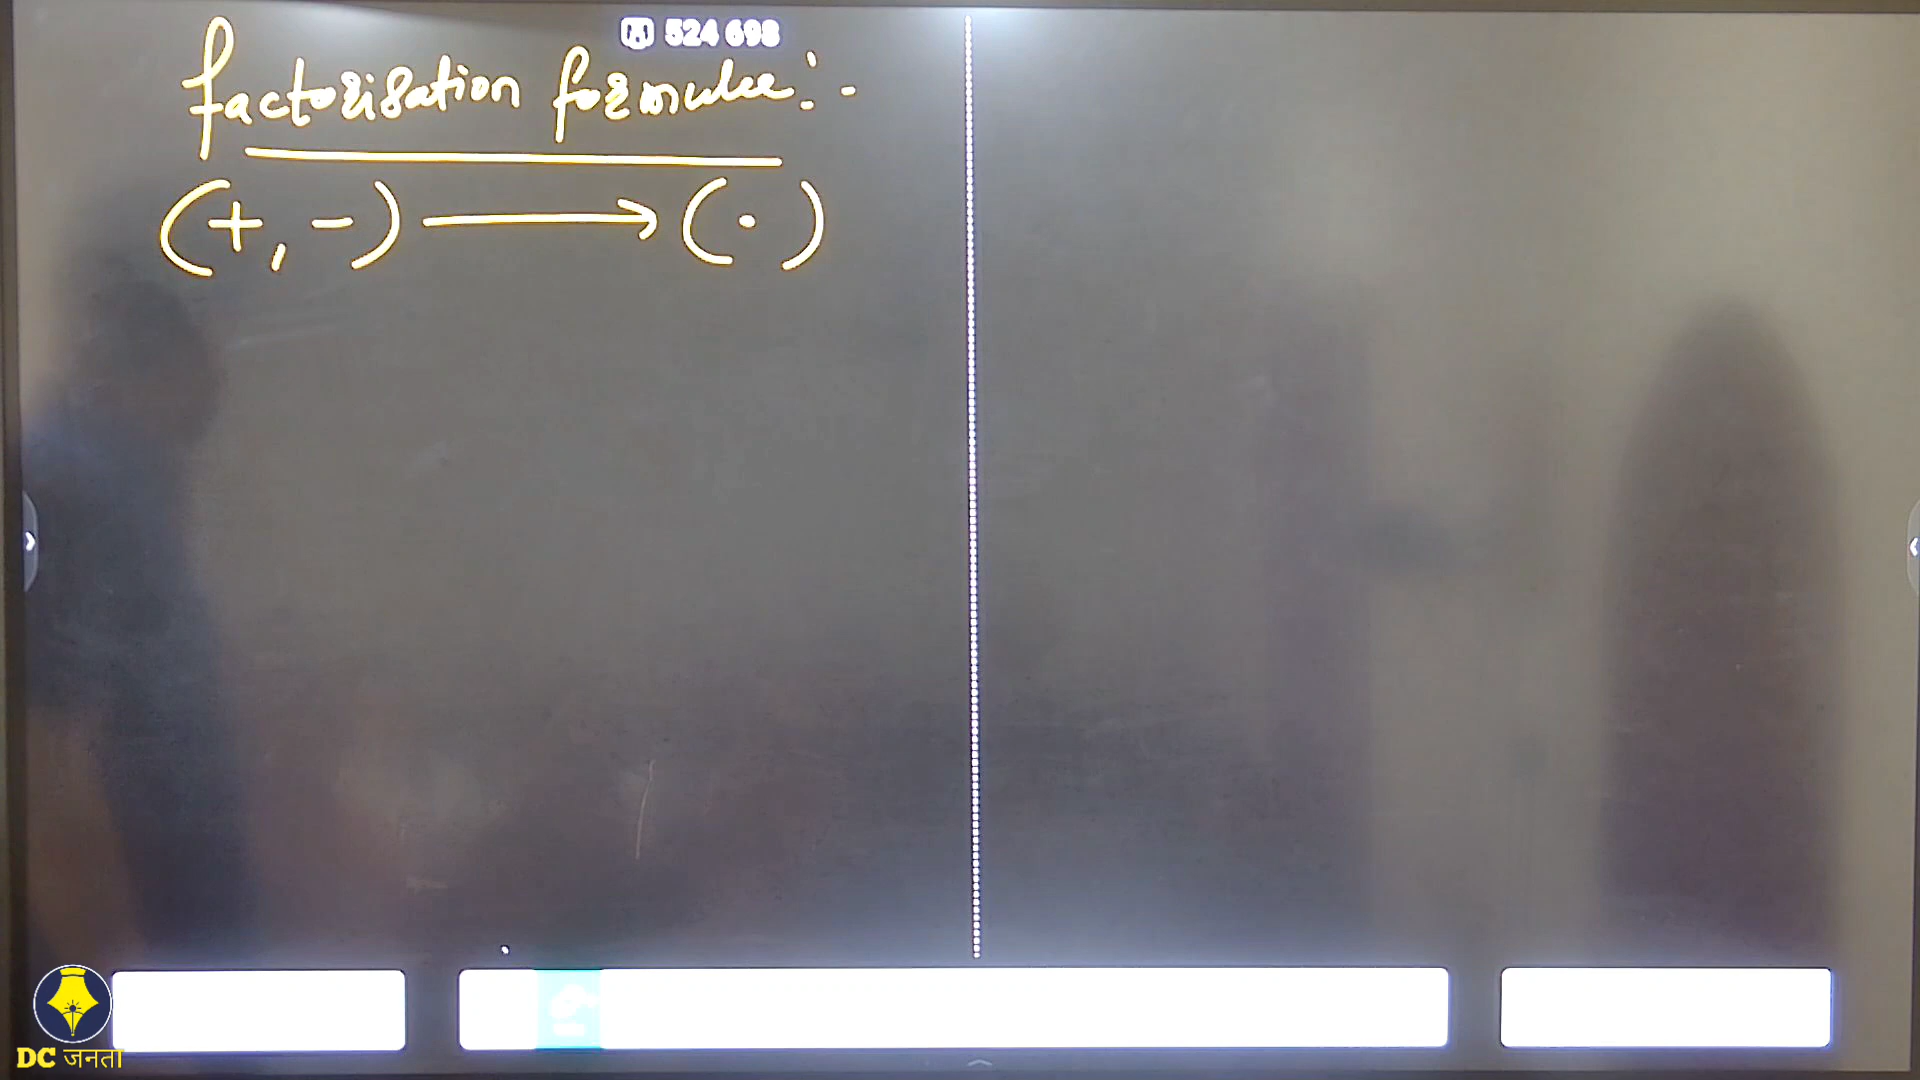 524 698
factorisation formulae:-
(+, -) ⟶ (·)
DC जनता